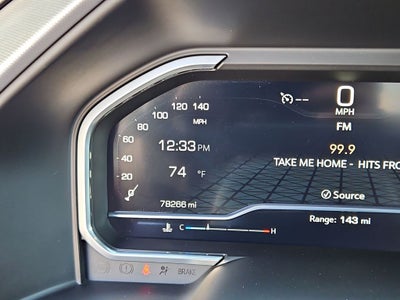 0
MPH
120 140
100
MPH
80
60
40
20
0
FM
12:33 PM
99.9
TAKE ME HOME - HITS FRO
74 °F
Source
78266 mi
Range: 143 mi
C H
BRAKE